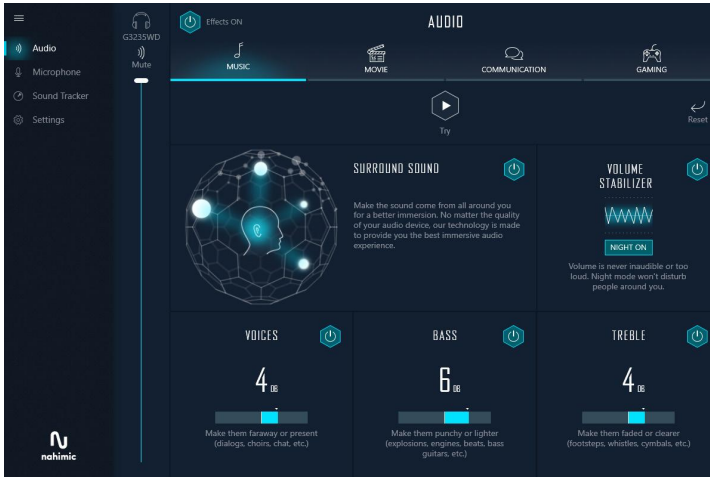 Audio
Microphone
Sound Tracker
Settings
nahimic
G3235WD
Mute
Effects ON
AUDIO
MUSIC
MOVIE
COMMUNICATION
GAMING
Try
Reset
SURROUND SOUND
Make the sound come from all around you
for a better immersion. No matter the quality
of your audio device, our technology is made
to provide you the best immersive audio
experience.
VOLUME
STABILIZER
NIGHT ON
Volume is never inaudible or too
loud. Night mode won't disturb
people around you.
VOICES
4 DB
Make them faraway or present
(dialogs, choirs, chat, etc.)
BASS
6 DB
Make them punchy or lighter
(explosions, engines, beats, bass
guitars, etc.)
TREBLE
4 DB
Make them faded or clearer
(footsteps, whistles, cymbals, etc.)